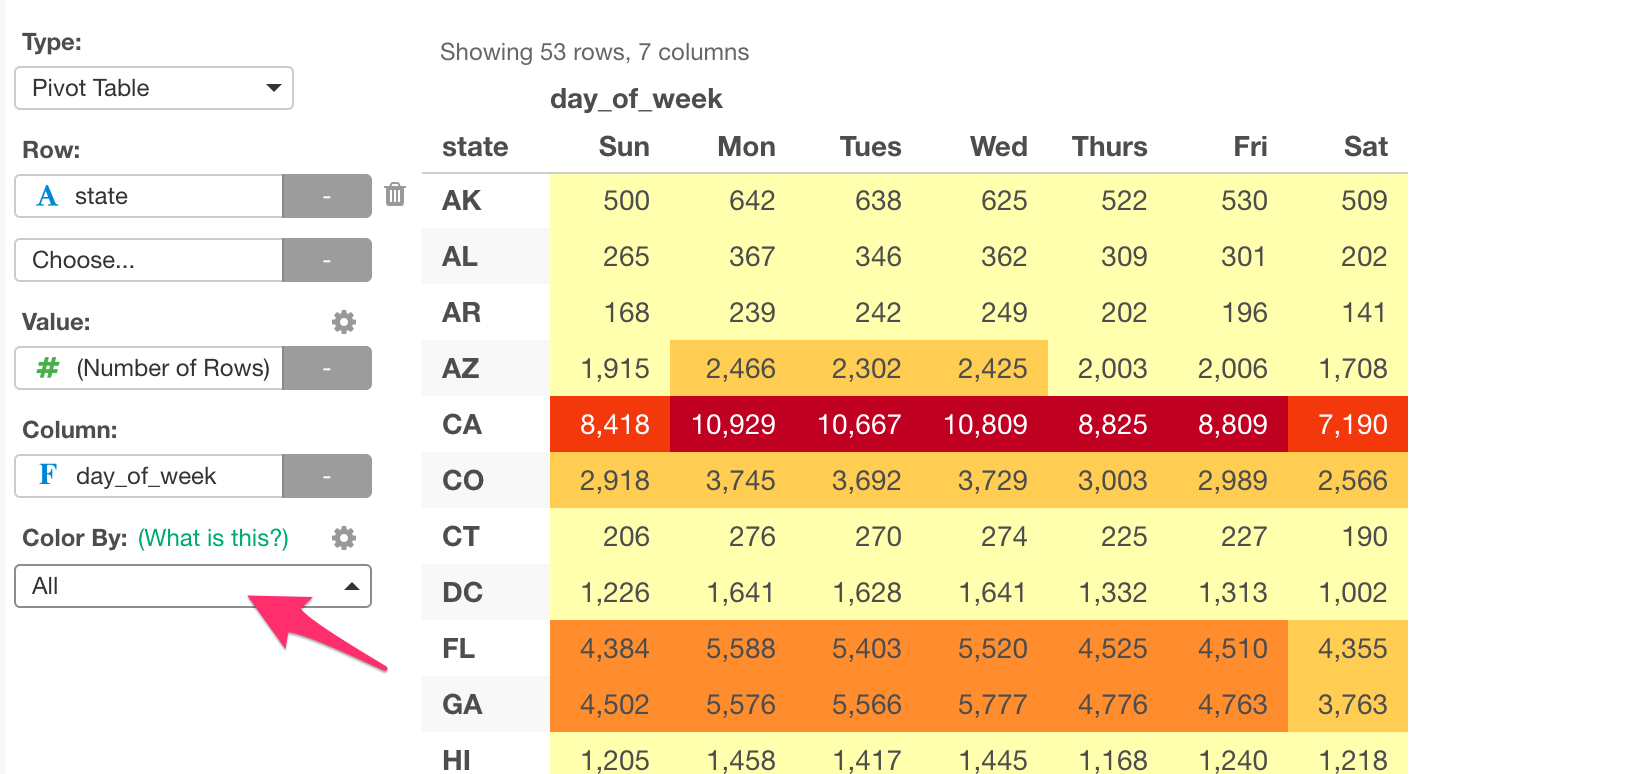 Type:
Pivot Table
Row:
A state -
Choose... -
Value:
# (Number of Rows) -
Column:
F day_of_week -
Color By: (What is this?)
All
Showing 53 rows, 7 columns
day_of_week
state Sun Mon Tues Wed Thurs Fri Sat
AK 500 642 638 625 522 530 509
AL 265 367 346 362 309 301 202
AR 168 239 242 249 202 196 141
AZ 1,915 2,466 2,302 2,425 2,003 2,006 1,708
CA 8,418 10,929 10,667 10,809 8,825 8,809 7,190
CO 2,918 3,745 3,692 3,729 3,003 2,989 2,566
CT 206 276 270 274 225 227 190
DC 1,226 1,641 1,628 1,641 1,332 1,313 1,002
FL 4,384 5,588 5,403 5,520 4,525 4,510 4,355
GA 4,502 5,576 5,566 5,777 4,776 4,763 3,763
HI 1,205 1,458 1,417 1,445 1,168 1,240 1,218